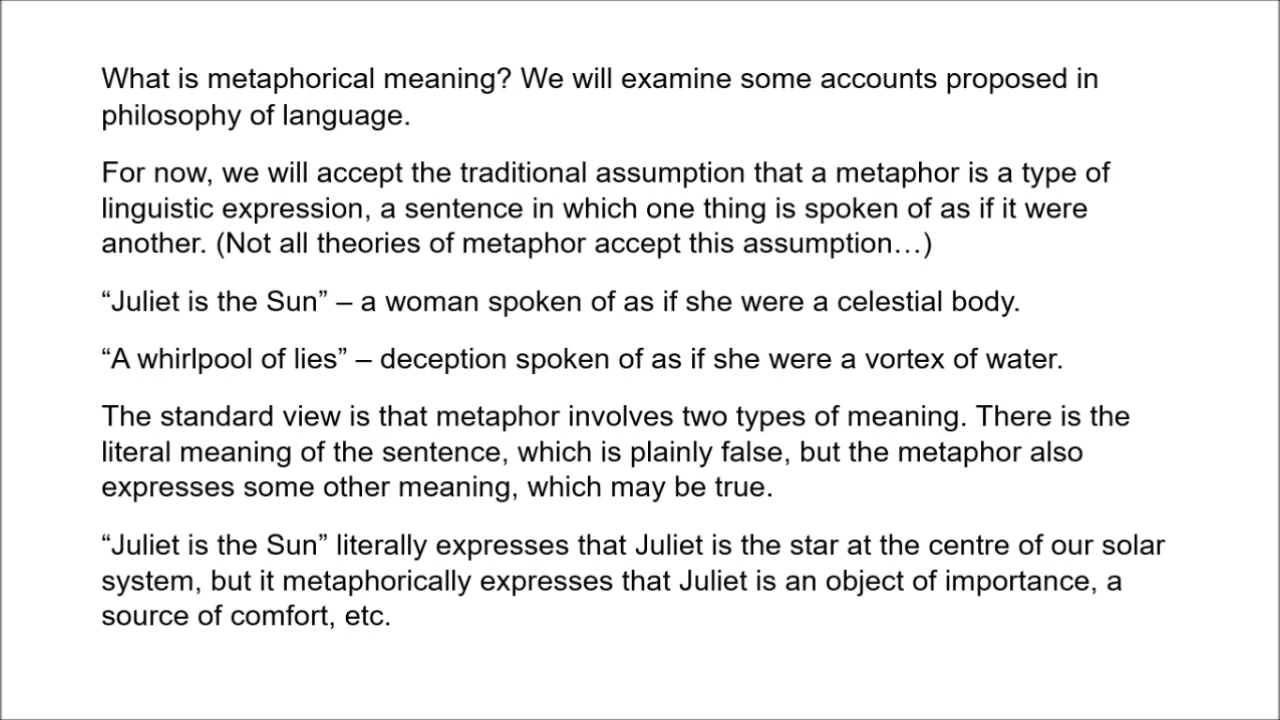 What is metaphorical meaning? We will examine some accounts proposed in
philosophy of language.
For now, we will accept the traditional assumption that a metaphor is a type of
linguistic expression, a sentence in which one thing is spoken of as if it were
another. (Not all theories of metaphor accept this assumption…)
“Juliet is the Sun” – a woman spoken of as if she were a celestial body.
“A whirlpool of lies” – deception spoken of as if she were a vortex of water.
The standard view is that metaphor involves two types of meaning. There is the
literal meaning of the sentence, which is plainly false, but the metaphor also
expresses some other meaning, which may be true.
“Juliet is the Sun” literally expresses that Juliet is the star at the centre of our solar
system, but it metaphorically expresses that Juliet is an object of importance, a
source of comfort, etc.